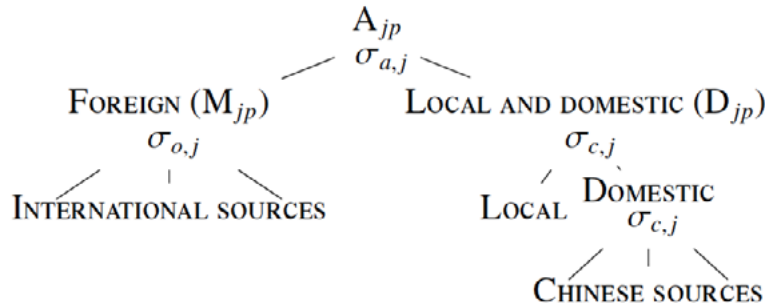 A_{jp}
σ_{a,j}
FOREIGN (M_{jp})
σ_{o,j}
INTERNATIONAL SOURCES
LOCAL AND DOMESTIC (D_{jp})
σ_{c,j}
LOCAL
DOMESTIC
σ_{c,j}
CHINESE SOURCES